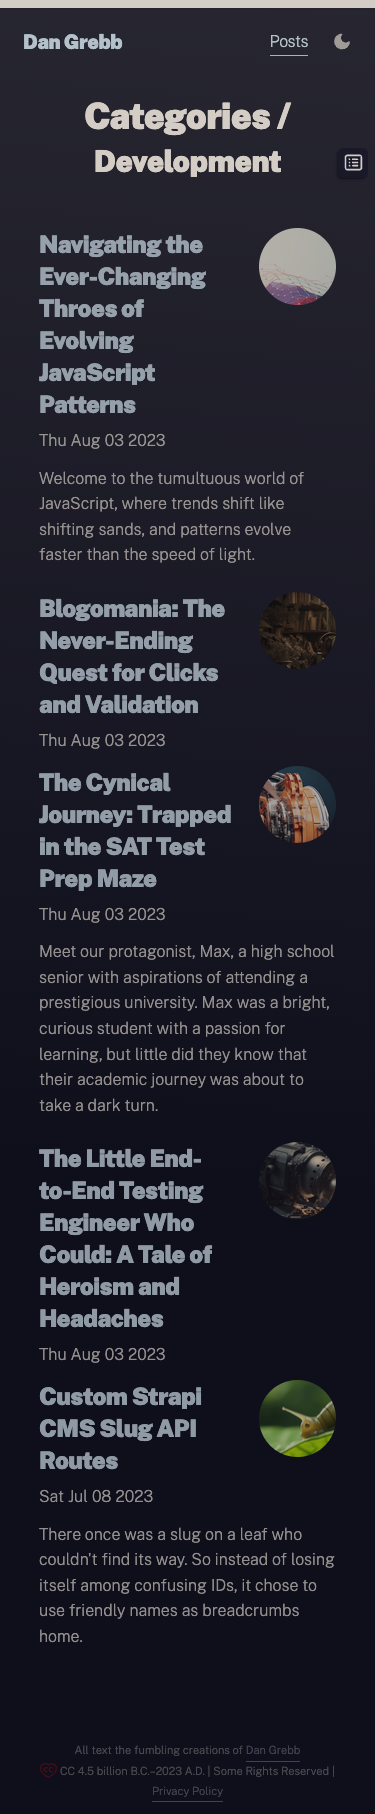 Dan Grebb
Posts
Categories /
Development
Navigating the
Ever-Changing
Throes of
Evolving
JavaScript
Patterns
Thu Aug 03 2023
Welcome to the tumultuous world of
JavaScript, where trends shift like
shifting sands, and patterns evolve
faster than the speed of light.
Blogomania: The
Never-Ending
Quest for Clicks
and Validation
Thu Aug 03 2023
The Cynical
Journey: Trapped
in the SAT Test
Prep Maze
Thu Aug 03 2023
Meet our protagonist, Max, a high school
senior with aspirations of attending a
prestigious university. Max was a bright,
curious student with a passion for
learning, but little did they know that
their academic journey was about to
take a dark turn.
The Little End-
to-End Testing
Engineer Who
Could: A Tale of
Heroism and
Headaches
Thu Aug 03 2023
Custom Strapi
CMS Slug API
Routes
Sat Jul 08 2023
There once was a slug on a leaf who
couldn't find its way. So instead of losing
itself among confusing IDs, it chose to
use friendly names as breadcrumbs
home.
All text the fumbling creations of Dan Grebb
CC 4.5 billion B.C.–2023 A.D. | Some Rights Reserved |
Privacy Policy